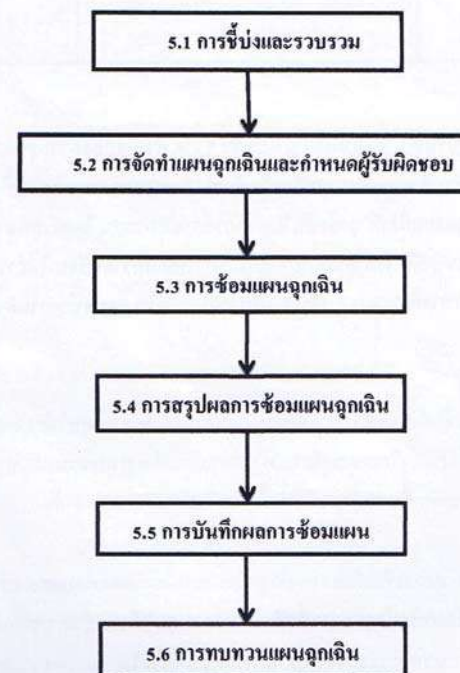 5.1 การชี้บ่งและรวบรวม
5.2 การจัดทำแผนฉุกเฉินและกำหนดผู้รับผิดชอบ
5.3 การซ้อมแผนฉุกเฉิน
5.4 การสรุปผลการซ้อมแผนฉุกเฉิน
5.5 การบันทึกผลการซ้อมแผน
5.6 การทบทวนแผนฉุกเฉิน